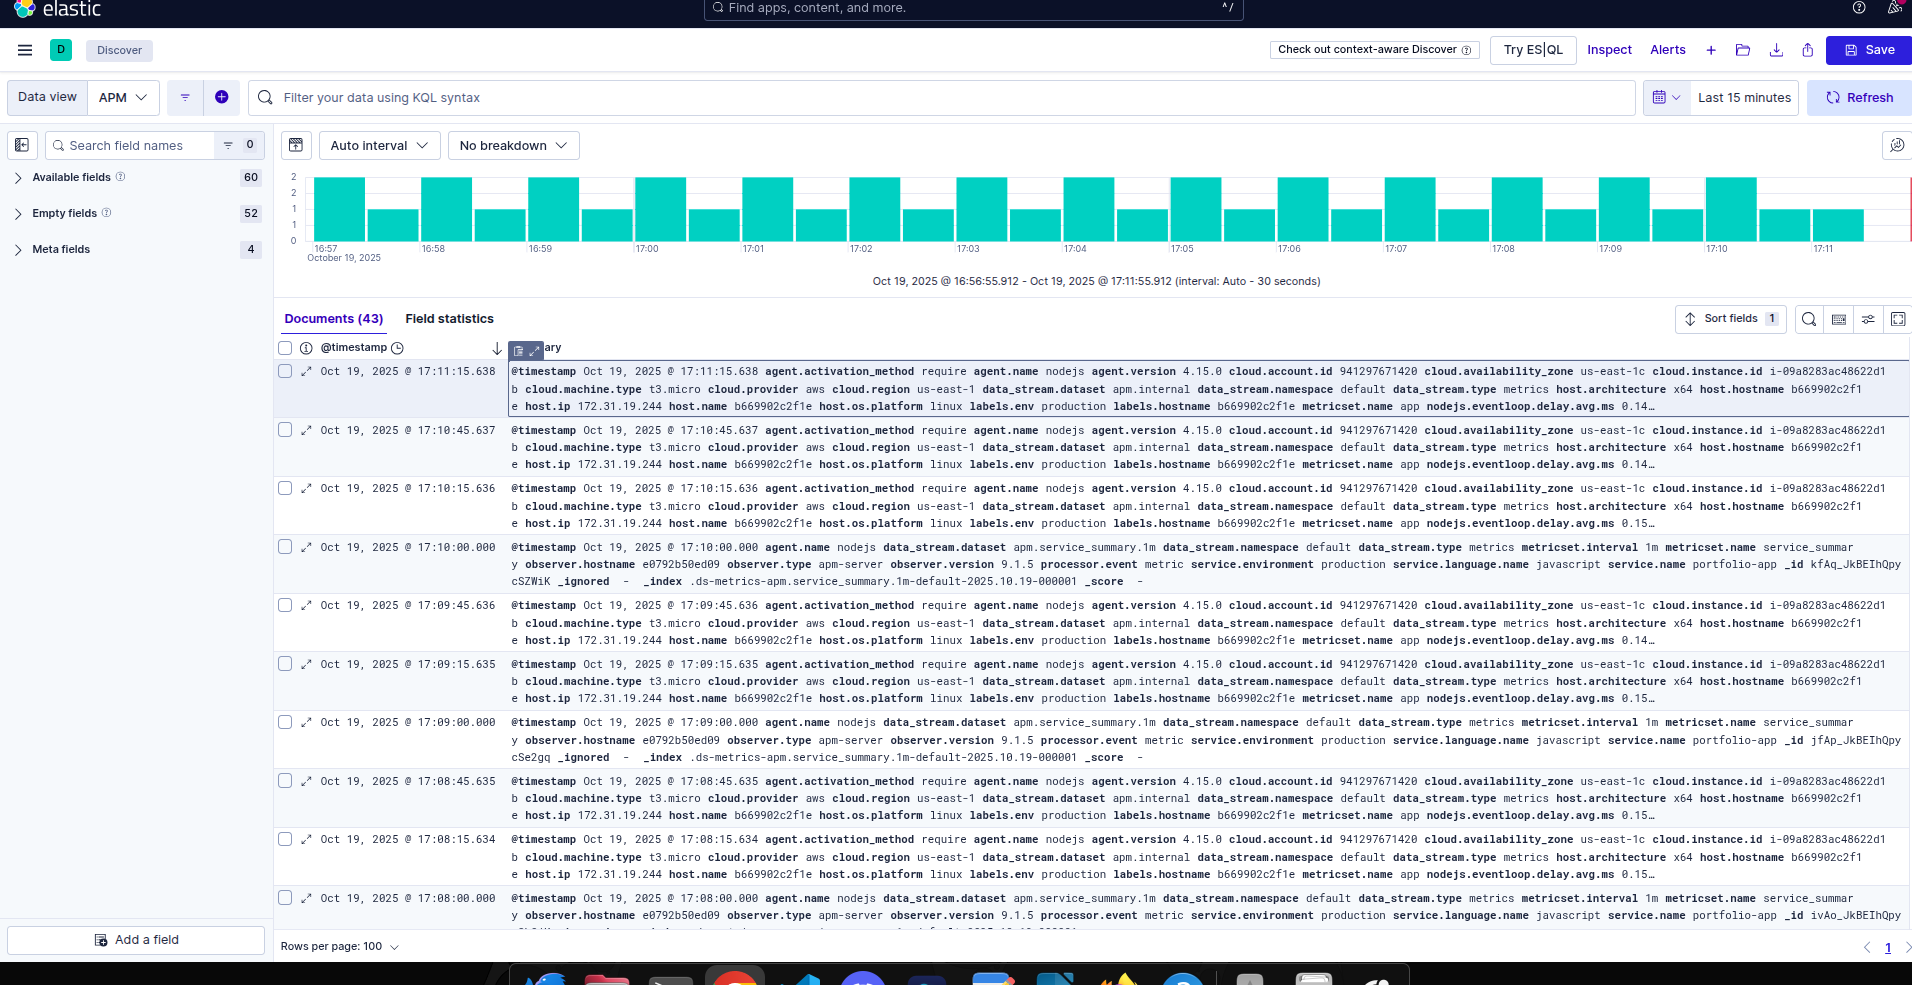 elastic
Find apps, content, and more.
^ /
D
Discover
Check out context-aware Discover
Try ES|QL
Inspect
Alerts
Save
Data view
APM
Filter your data using KQL syntax
Last 15 minutes
Refresh
Search field names
0
Auto interval
No breakdown
Available fields
60
Empty fields
52
Meta fields
4
2
2
1
1
0
16:57 16:58 16:59 17:00 17:01 17:02 17:03 17:04 17:05 17:06 17:07 17:08 17:09 17:10 17:11
October 19, 2025
Oct 19, 2025 @ 16:56:55.912 - Oct 19, 2025 @ 17:11:55.912 (interval: Auto - 30 seconds)
Documents (43)
Field statistics
Sort fields 1
@timestamp
ary
Oct 19, 2025 @ 17:11:15.638
@timestamp Oct 19, 2025 @ 17:11:15.638 agent.activation_method require agent.name nodejs agent.version 4.15.0 cloud.account.id 941297671420 cloud.availability_zone us-east-1c cloud.instance.id i-09a8283ac48622d1
b cloud.machine.type t3.micro cloud.provider aws cloud.region us-east-1 data_stream.dataset apm.internal data_stream.namespace default data_stream.type metrics host.architecture x64 host.hostname b669902c2f1
e host.ip 172.31.19.244 host.name b669902c2f1e host.os.platform linux labels.env production labels.hostname b669902c2f1e metricset.name app nodejs.eventloop.delay.avg.ms 0.14…
Oct 19, 2025 @ 17:10:45.637
@timestamp Oct 19, 2025 @ 17:10:45.637 agent.activation_method require agent.name nodejs agent.version 4.15.0 cloud.account.id 941297671420 cloud.availability_zone us-east-1c cloud.instance.id i-09a8283ac48622d1
b cloud.machine.type t3.micro cloud.provider aws cloud.region us-east-1 data_stream.dataset apm.internal data_stream.namespace default data_stream.type metrics host.architecture x64 host.hostname b669902c2f1
e host.ip 172.31.19.244 host.name b669902c2f1e host.os.platform linux labels.env production labels.hostname b669902c2f1e metricset.name app nodejs.eventloop.delay.avg.ms 0.14…
Oct 19, 2025 @ 17:10:15.636
@timestamp Oct 19, 2025 @ 17:10:15.636 agent.activation_method require agent.name nodejs agent.version 4.15.0 cloud.account.id 941297671420 cloud.availability_zone us-east-1c cloud.instance.id i-09a8283ac48622d1
b cloud.machine.type t3.micro cloud.provider aws cloud.region us-east-1 data_stream.dataset apm.internal data_stream.namespace default data_stream.type metrics host.architecture x64 host.hostname b669902c2f1
e host.ip 172.31.19.244 host.name b669902c2f1e host.os.platform linux labels.env production labels.hostname b669902c2f1e metricset.name app nodejs.eventloop.delay.avg.ms 0.15…
Oct 19, 2025 @ 17:10:00.000
@timestamp Oct 19, 2025 @ 17:10:00.000 agent.name nodejs data_stream.dataset apm.service_summary.1m data_stream.namespace default data_stream.type metrics metricset.interval 1m metricset.name service_summar
y observer.hostname e0792b50ed09 observer.type apm-server observer.version 9.1.5 processor.event metric service.environment production service.language.name javascript service.name portfolio-app _id kfAq_JkBEIhQpy
cSZWiK _ignored - _index .ds-metrics-apm.service_summary.1m-default-2025.10.19-000001 _score -
Oct 19, 2025 @ 17:09:45.636
@timestamp Oct 19, 2025 @ 17:09:45.636 agent.activation_method require agent.name nodejs agent.version 4.15.0 cloud.account.id 941297671420 cloud.availability_zone us-east-1c cloud.instance.id i-09a8283ac48622d1
b cloud.machine.type t3.micro cloud.provider aws cloud.region us-east-1 data_stream.dataset apm.internal data_stream.namespace default data_stream.type metrics host.architecture x64 host.hostname b669902c2f1
e host.ip 172.31.19.244 host.name b669902c2f1e host.os.platform linux labels.env production labels.hostname b669902c2f1e metricset.name app nodejs.eventloop.delay.avg.ms 0.14…
Oct 19, 2025 @ 17:09:15.635
@timestamp Oct 19, 2025 @ 17:09:15.635 agent.activation_method require agent.name nodejs agent.version 4.15.0 cloud.account.id 941297671420 cloud.availability_zone us-east-1c cloud.instance.id i-09a8283ac48622d1
b cloud.machine.type t3.micro cloud.provider aws cloud.region us-east-1 data_stream.dataset apm.internal data_stream.namespace default data_stream.type metrics host.architecture x64 host.hostname b669902c2f1
e host.ip 172.31.19.244 host.name b669902c2f1e host.os.platform linux labels.env production labels.hostname b669902c2f1e metricset.name app nodejs.eventloop.delay.avg.ms 0.15…
Oct 19, 2025 @ 17:09:00.000
@timestamp Oct 19, 2025 @ 17:09:00.000 agent.name nodejs data_stream.dataset apm.service_summary.1m data_stream.namespace default data_stream.type metrics metricset.interval 1m metricset.name service_summar
y observer.hostname e0792b50ed09 observer.type apm-server observer.version 9.1.5 processor.event metric service.environment production service.language.name javascript service.name portfolio-app _id jfAp_JkBEIhQpy
cSe2gq _ignored - _index .ds-metrics-apm.service_summary.1m-default-2025.10.19-000001 _score -
Oct 19, 2025 @ 17:08:45.635
@timestamp Oct 19, 2025 @ 17:08:45.635 agent.activation_method require agent.name nodejs agent.version 4.15.0 cloud.account.id 941297671420 cloud.availability_zone us-east-1c cloud.instance.id i-09a8283ac48622d1
b cloud.machine.type t3.micro cloud.provider aws cloud.region us-east-1 data_stream.dataset apm.internal data_stream.namespace default data_stream.type metrics host.architecture x64 host.hostname b669902c2f1
e host.ip 172.31.19.244 host.name b669902c2f1e host.os.platform linux labels.env production labels.hostname b669902c2f1e metricset.name app nodejs.eventloop.delay.avg.ms 0.15…
Oct 19, 2025 @ 17:08:15.634
@timestamp Oct 19, 2025 @ 17:08:15.634 agent.activation_method require agent.name nodejs agent.version 4.15.0 cloud.account.id 941297671420 cloud.availability_zone us-east-1c cloud.instance.id i-09a8283ac48622d1
b cloud.machine.type t3.micro cloud.provider aws cloud.region us-east-1 data_stream.dataset apm.internal data_stream.namespace default data_stream.type metrics host.architecture x64 host.hostname b669902c2f1
e host.ip 172.31.19.244 host.name b669902c2f1e host.os.platform linux labels.env production labels.hostname b669902c2f1e metricset.name app nodejs.eventloop.delay.avg.ms 0.15…
Oct 19, 2025 @ 17:08:00.000
@timestamp Oct 19, 2025 @ 17:08:00.000 agent.name nodejs data_stream.dataset apm.service_summary.1m data_stream.namespace default data_stream.type metrics metricset.interval 1m metricset.name service_summar
y observer.hostname e0792b50ed09 observer.type apm-server observer.version 9.1.5 processor.event metric service.environment production service.language.name javascript service.name portfolio-app _id ivAo_JkBEIhQpy
Add a field
Rows per page: 100
1